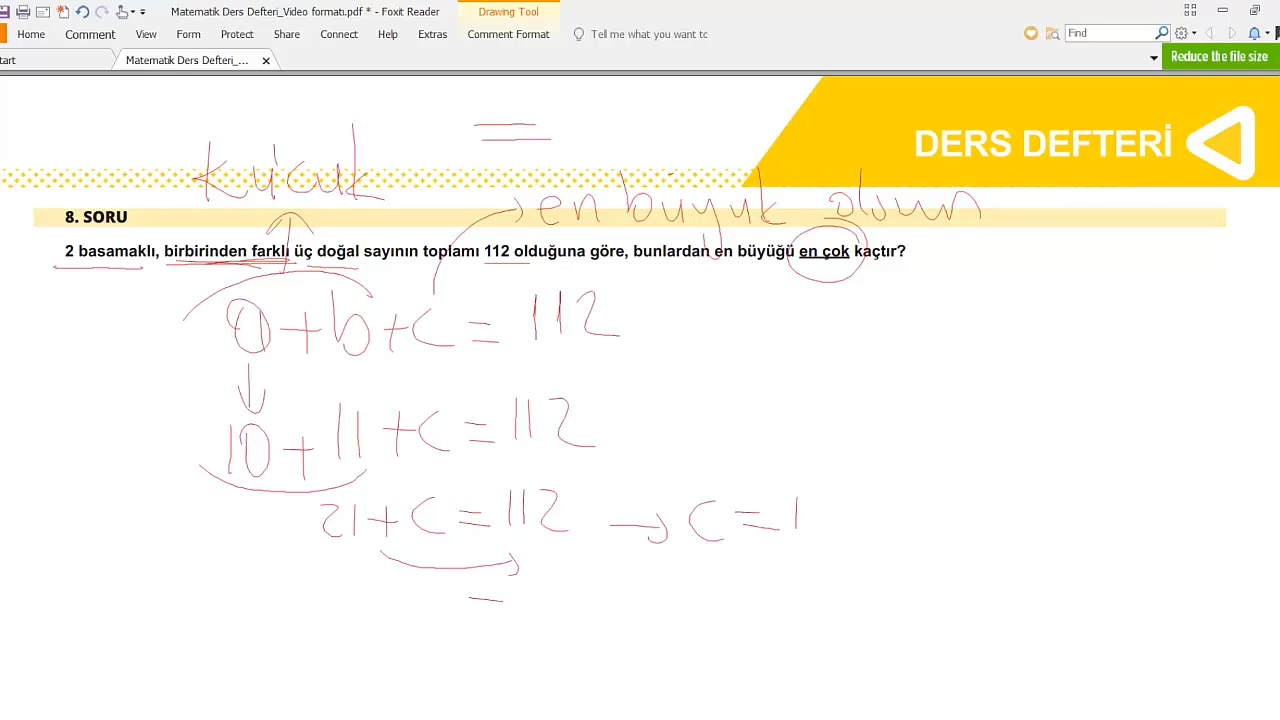 Matematik Ders Defteri_Video formatı.pdf * - Foxit Reader
Drawing Tool
Home Comment View Form Protect Share Connect Help Extras Comment Format Tell me what you want to Find
tart Matematik Ders Defteri_...
Reduce the file size
DERS DEFTERİ
küçük
en büyük olsun
8. SORU
2 basamaklı, birbirinden farklı üç doğal sayının toplamı 112 olduğuna göre, bunlardan en büyüğü en çok kaçtır?
a+b+c=112
10+11+c=112
21+c=112 → c=1